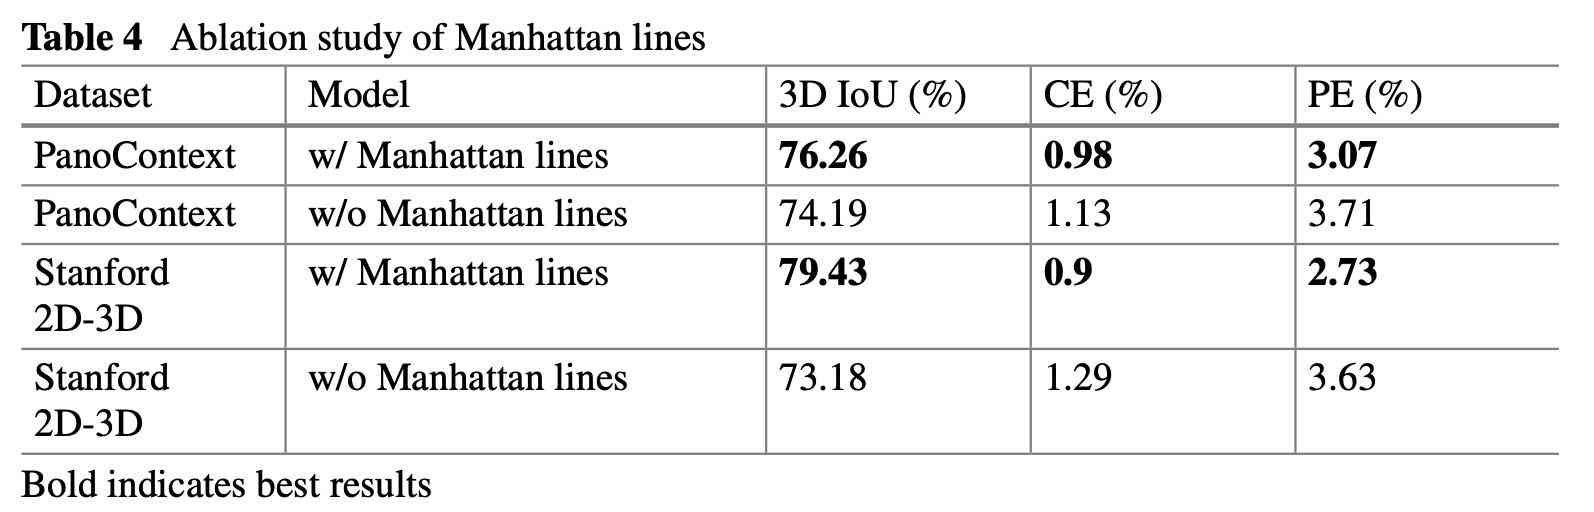 Table 4 Ablation study of Manhattan lines
Dataset Model 3D IoU (%) CE (%) PE (%)
PanoContext w/ Manhattan lines 76.26 0.98 3.07
PanoContext w/o Manhattan lines 74.19 1.13 3.71
Stanford w/ Manhattan lines 79.43 0.9 2.73
2D-3D
Stanford w/o Manhattan lines 73.18 1.29 3.63
2D-3D
Bold indicates best results